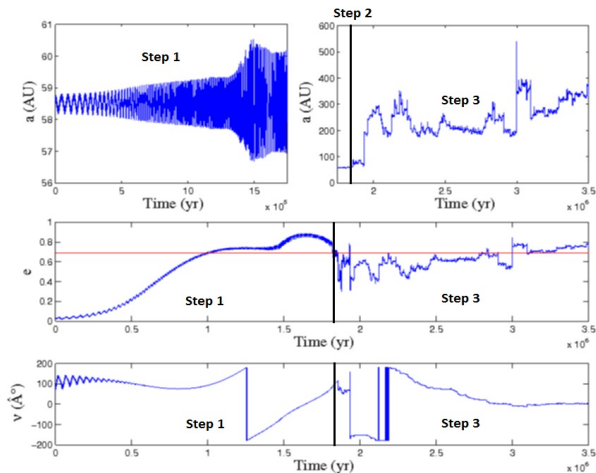 61
60
59
58
57
56
a (AU)
Step 1
0
5
10
15
Time (yr)
x 10
Step 2
600
500
400
300
200
100
0
a (AU)
Step 3
2
2.5
3
3.5
Time (yr)
x 10⁶
1
0.8
0.6
0.4
0.2
0
e
Step 1
Step 3
0
0.5
1
1.5
2
2.5
3
3.5
Time (yr)
x 10⁶
200
100
0
−100
−200
ν (Å°)
Step 1
Step 3
0
0.5
1
1.5
2
2.5
3
3.5
Time (yr)
x 10⁶